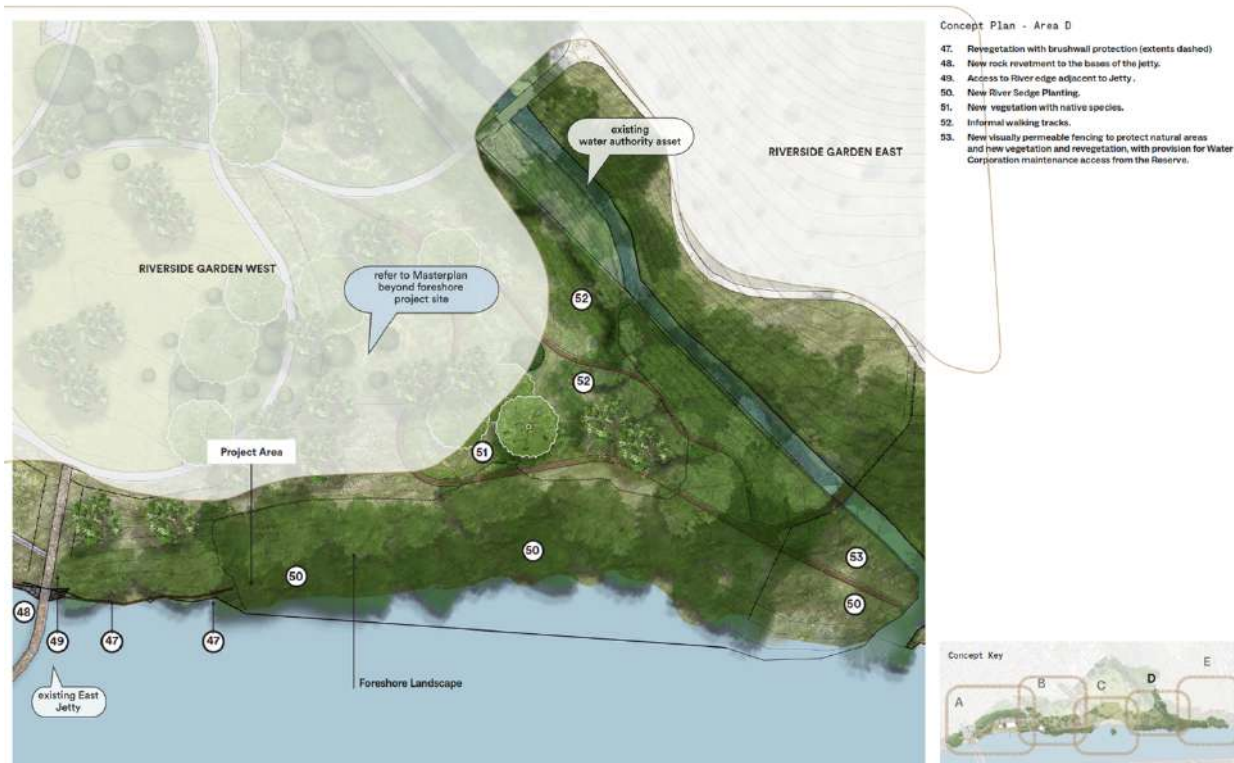 Concept Plan - Area D
47. Revegetation with brushwall protection (extents dashed)
48. New rock revetment to the bases of the jetty.
49. Access to River edge adjacent to Jetty.
50. New River Sedge Planting.
51. New vegetation with native species.
52. Informal walking tracks.
53. New visually permeable fencing to protect natural areas
and new vegetation and revegetation, with provision for Water
Corporation maintenance access from the Reserve.
existing
water authority asset
RIVERSIDE GARDEN EAST
RIVERSIDE GARDEN WEST
refer to Masterplan
beyond foreshore
project site
52
52
51
Project Area
50
50
53
50
48
49
47
47
existing East
Jetty
Foreshore Landscape
Concept Key
A
B
C
D
E